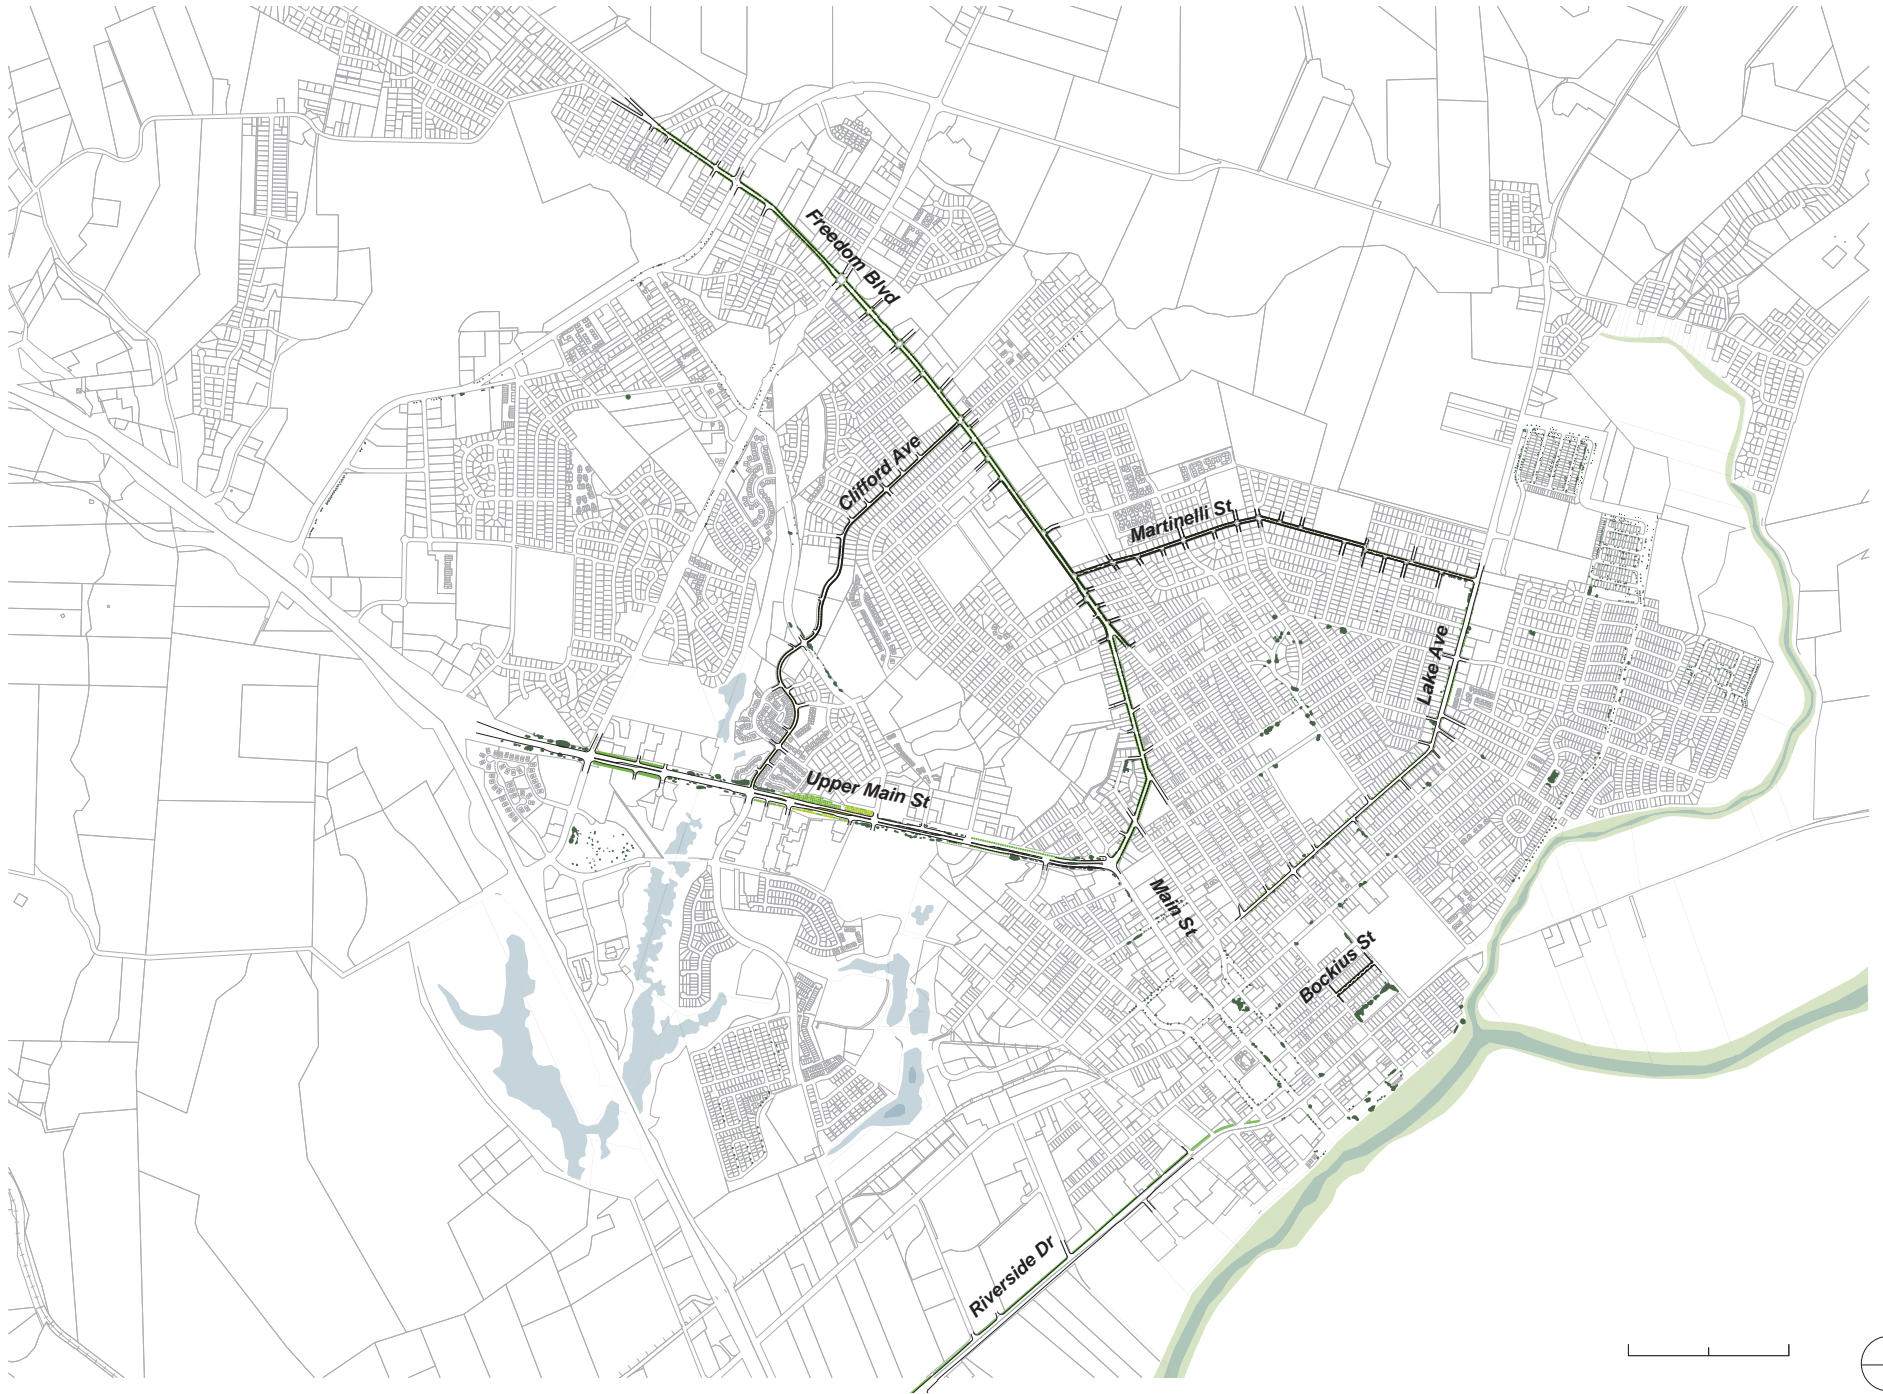 Freedom Blvd
Clifford Ave
Martinelli St
Lake Ave
Upper Main St
Main St
Bockius St
Riverside Dr